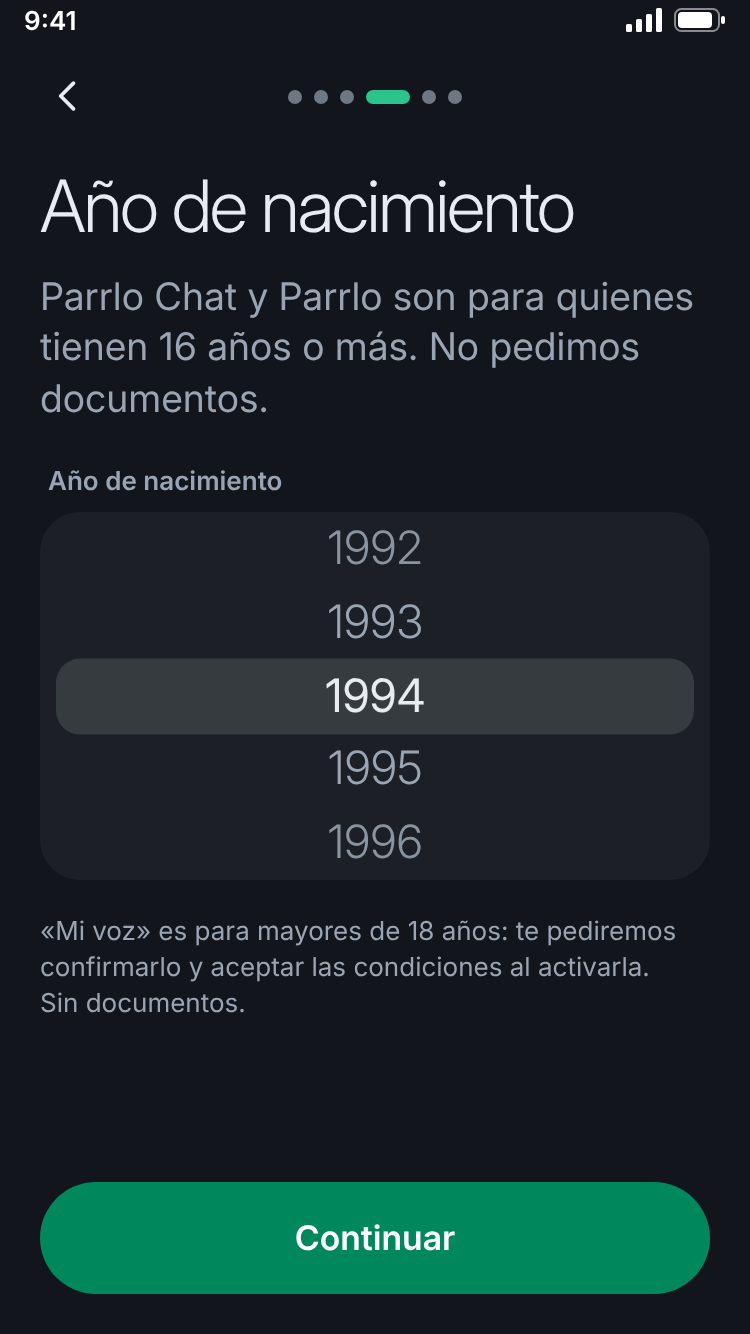 9:41
Año de nacimiento
Parrlo Chat y Parrlo son para quienes
tienen 16 años o más. No pedimos
documentos.
Año de nacimiento
1992
1993
1994
1995
1996
«Mi voz» es para mayores de 18 años: te pediremos
confirmarlo y aceptar las condiciones al activarla.
Sin documentos.
Continuar